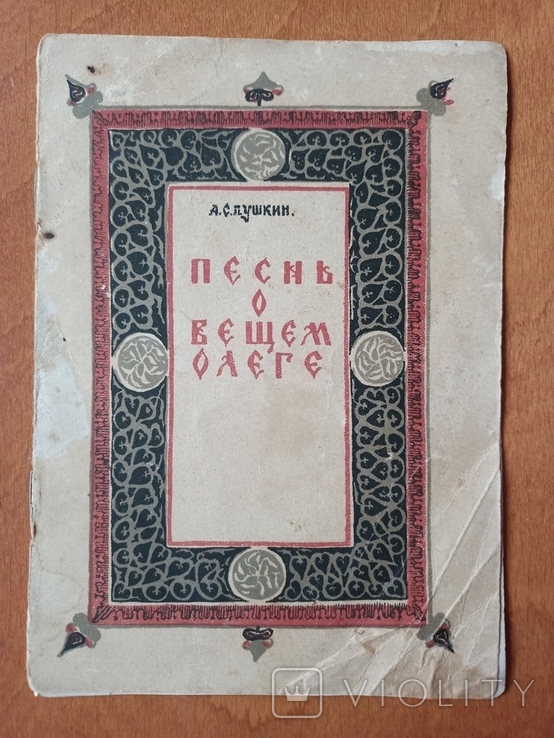 А.С.ПУШКИН.
ПЕСНЬ
О
ВЕЩЕМ
ОЛЕГЕ
VIOLITY